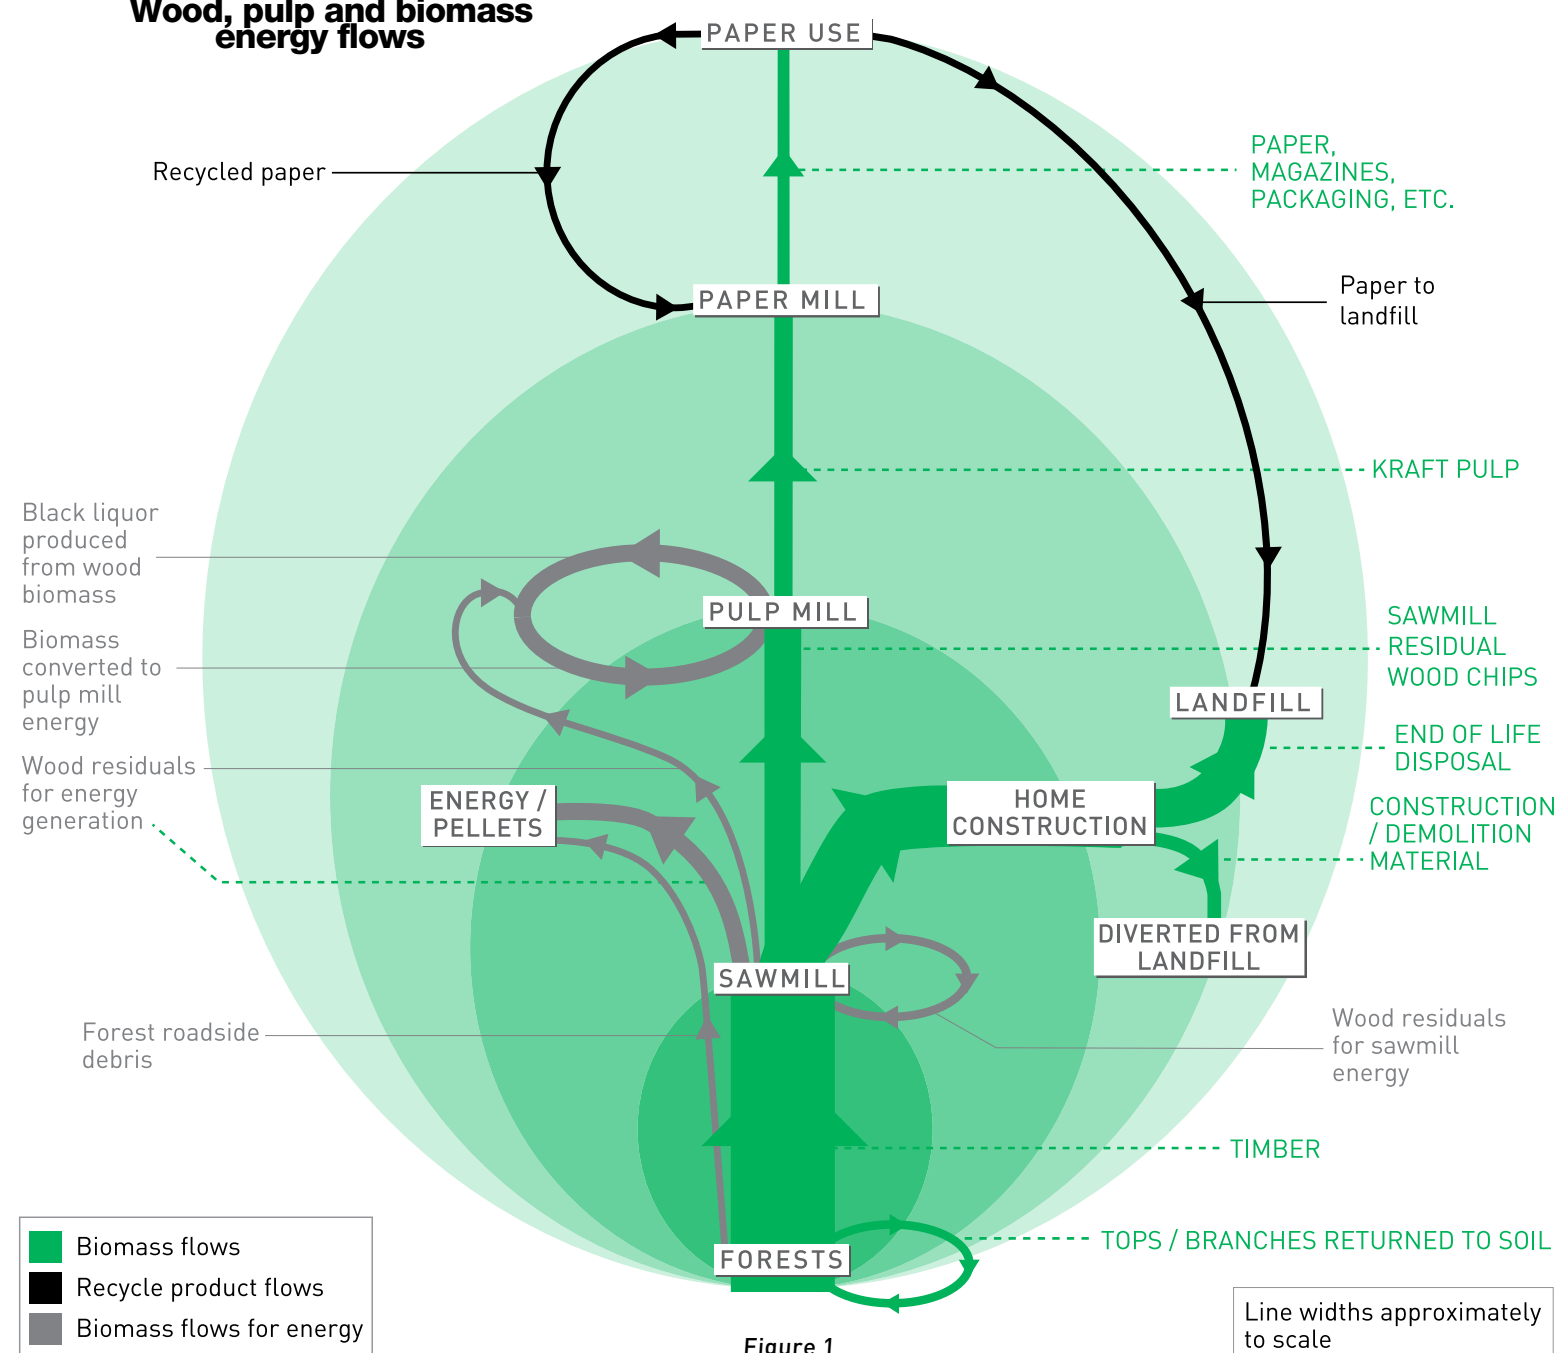 Wood, pulp and biomass
energy flows
PAPER USE
PAPER,
MAGAZINES,
PACKAGING, ETC.
Recycled paper
Paper to
landfill
PAPER MILL
KRAFT PULP
Black liquor
produced
from wood
biomass
PULP MILL
SAWMILL
RESIDUAL
WOOD CHIPS
Biomass
converted to
pulp mill
energy
LANDFILL
END OF LIFE
DISPOSAL
Wood residuals
for energy
generation
ENERGY /
PELLETS
HOME
CONSTRUCTION
CONSTRUCTION
/ DEMOLITION
MATERIAL
DIVERTED FROM
LANDFILL
SAWMILL
Forest roadside
debris
Wood residuals
for sawmill
energy
TIMBER
TOPS / BRANCHES RETURNED TO SOIL
FORESTS
Biomass flows
Recycle product flows
Biomass flows for energy
Line widths approximately
to scale
Figure 1